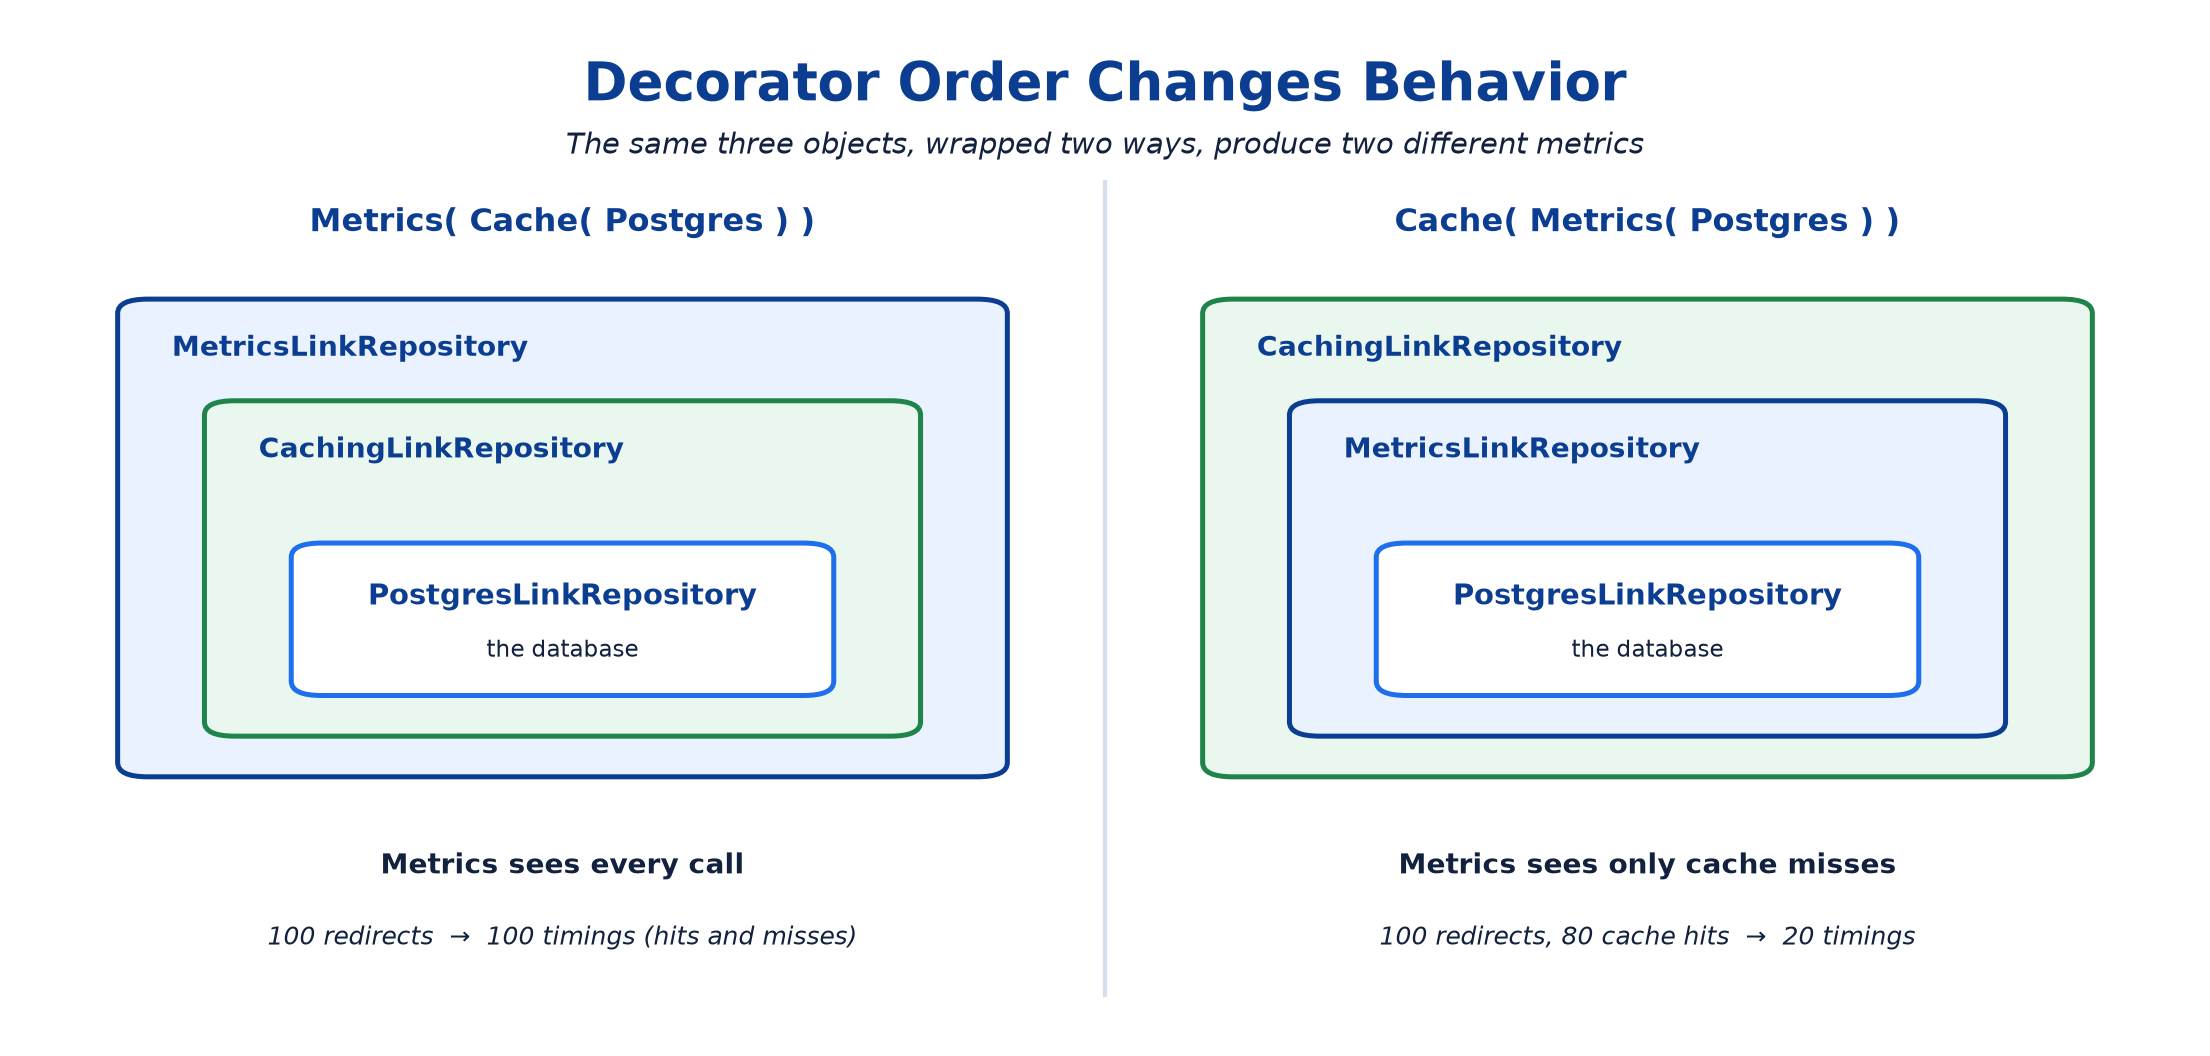 Decorator Order Changes Behavior
The same three objects, wrapped two ways, produce two different metrics
Metrics( Cache( Postgres ) )
MetricsLinkRepository
CachingLinkRepository
PostgresLinkRepository
the database
Metrics sees every call
100 redirects → 100 timings (hits and misses)
Cache( Metrics( Postgres ) )
CachingLinkRepository
MetricsLinkRepository
PostgresLinkRepository
the database
Metrics sees only cache misses
100 redirects, 80 cache hits → 20 timings